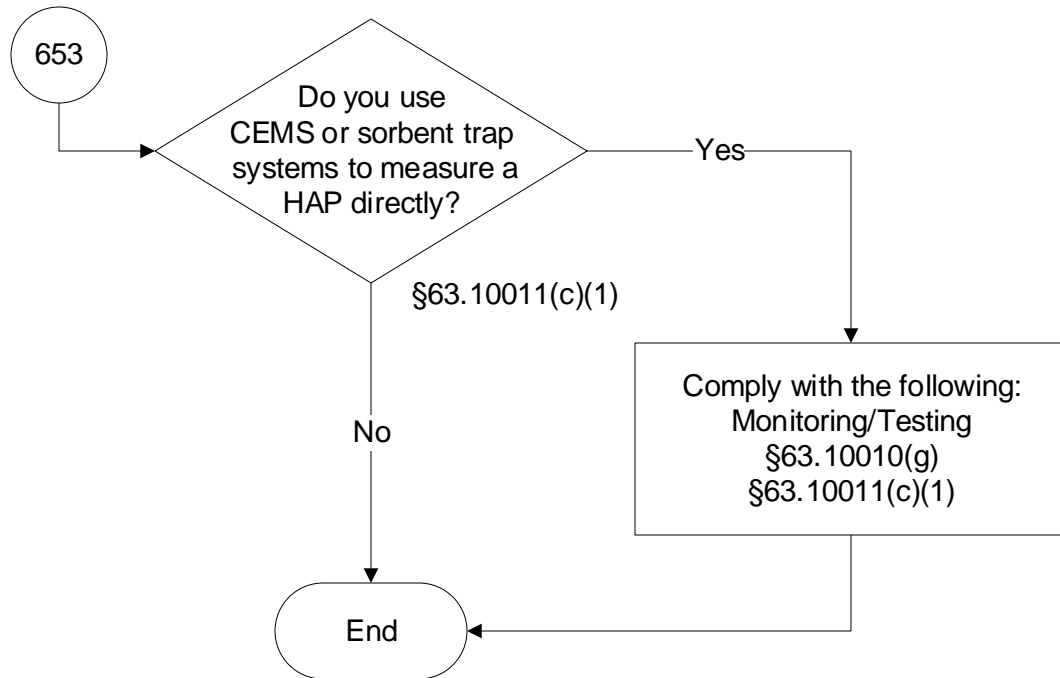 653
Do you use
CEMS or sorbent trap
systems to measure a
HAP directly?
Yes
§63.10011(c)(1)
Comply with the following:
Monitoring/Testing
§63.10010(g)
§63.10011(c)(1)
No
End